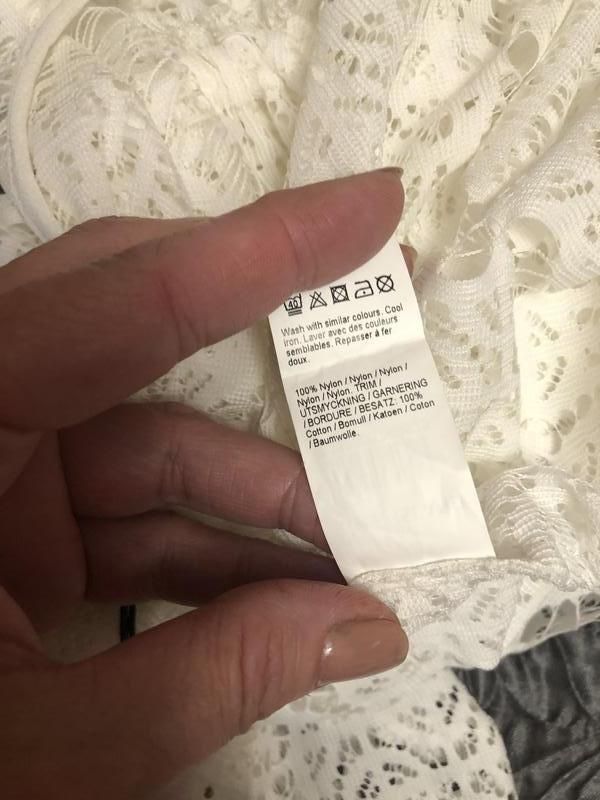 40
Wash with similar colours. Cool
iron. Laver avec des couleurs
semblables. Repasser à fer
doux.
100% Nylon / Nylon / Nylon /
Nylon / Nylon. TRIM /
UTSMYCKNING / GARNERING
/ BORDURE / BESATZ: 100%
Cotton / Bomull / Katoen / Coton
/ Baumwolle.